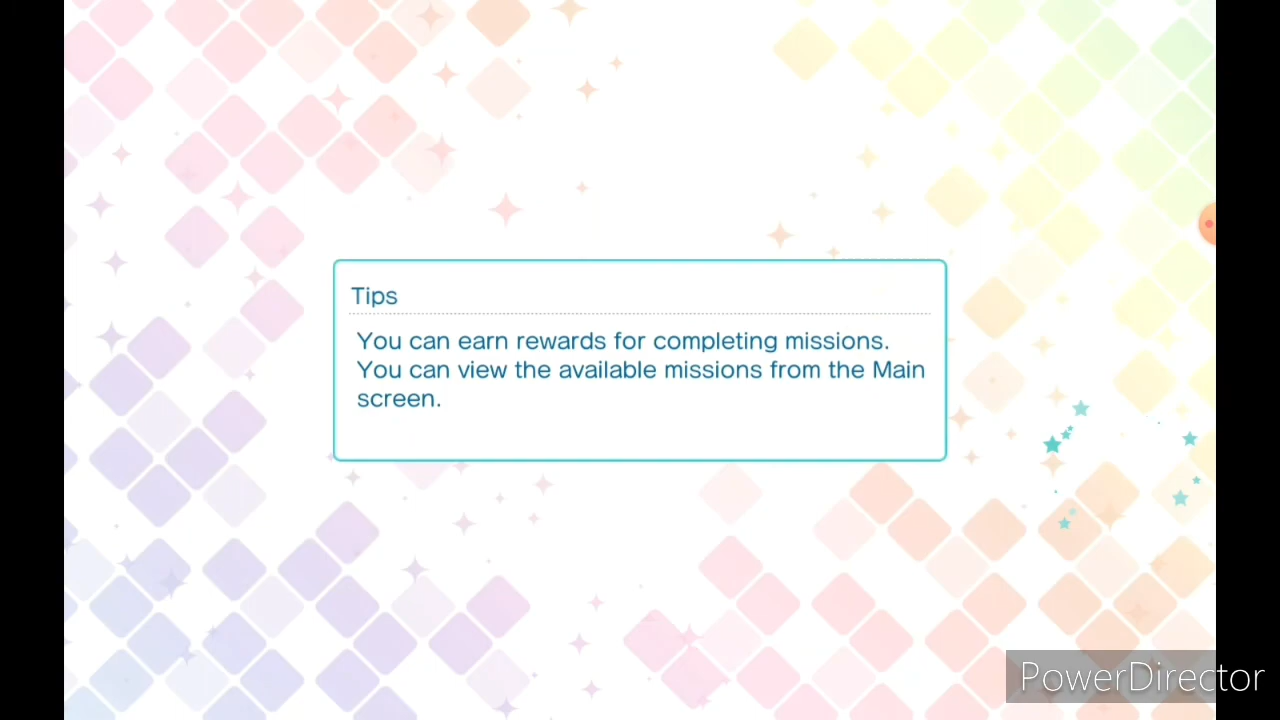 Tips
You can earn rewards for completing missions.
You can view the available missions from the Main
screen.
PowerDirector